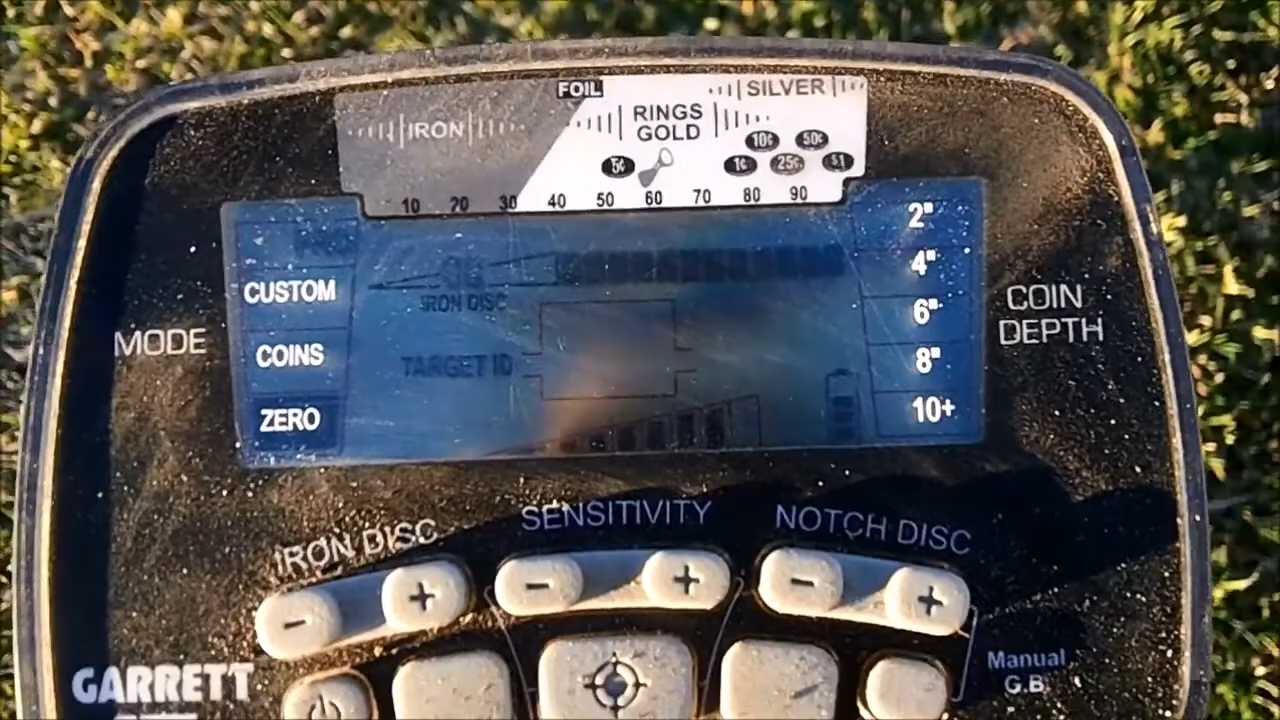 FOIL
SILVER
IRON
RINGS
GOLD
10¢ 50¢
5¢ 1¢ 25¢ $1
10 20 30 40 50 60 70 80 90
2"
4"
CUSTOM
IRON DISC
6"
COIN
DEPTH
MODE
COINS
TARGET ID
8"
ZERO
10+
IRON DISC
SENSITIVITY
NOTCH DISC
- + - + - +
GARRETT
Manual
G.B.